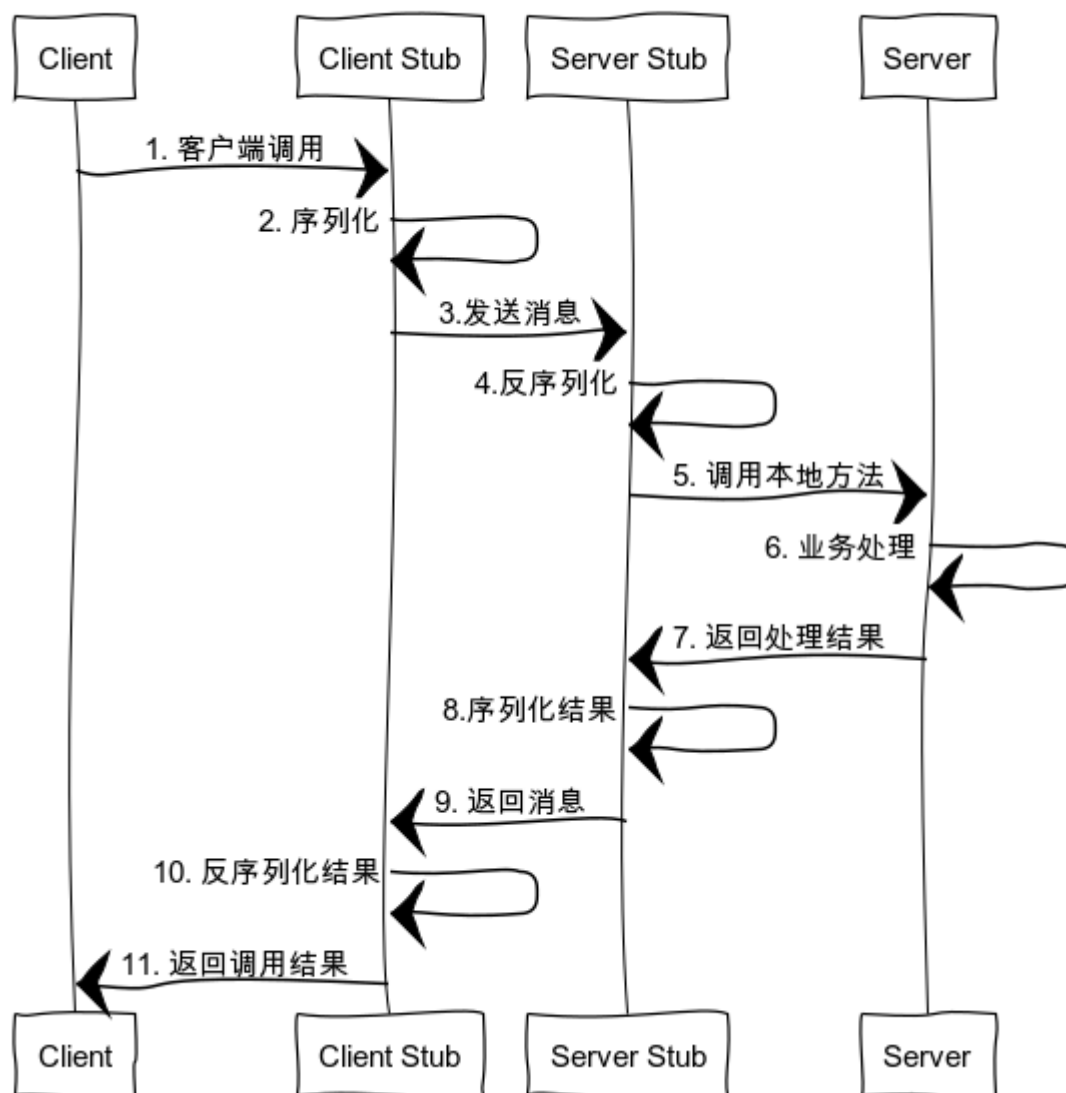 Client
Client Stub
Server Stub
Server
1. 客户端调用
2. 序列化
3.发送消息
4.反序列化
5. 调用本地方法
6. 业务处理
7. 返回处理结果
8.序列化结果
9. 返回消息
10. 反序列化结果
11. 返回调用结果
Client
Client Stub
Server Stub
Server